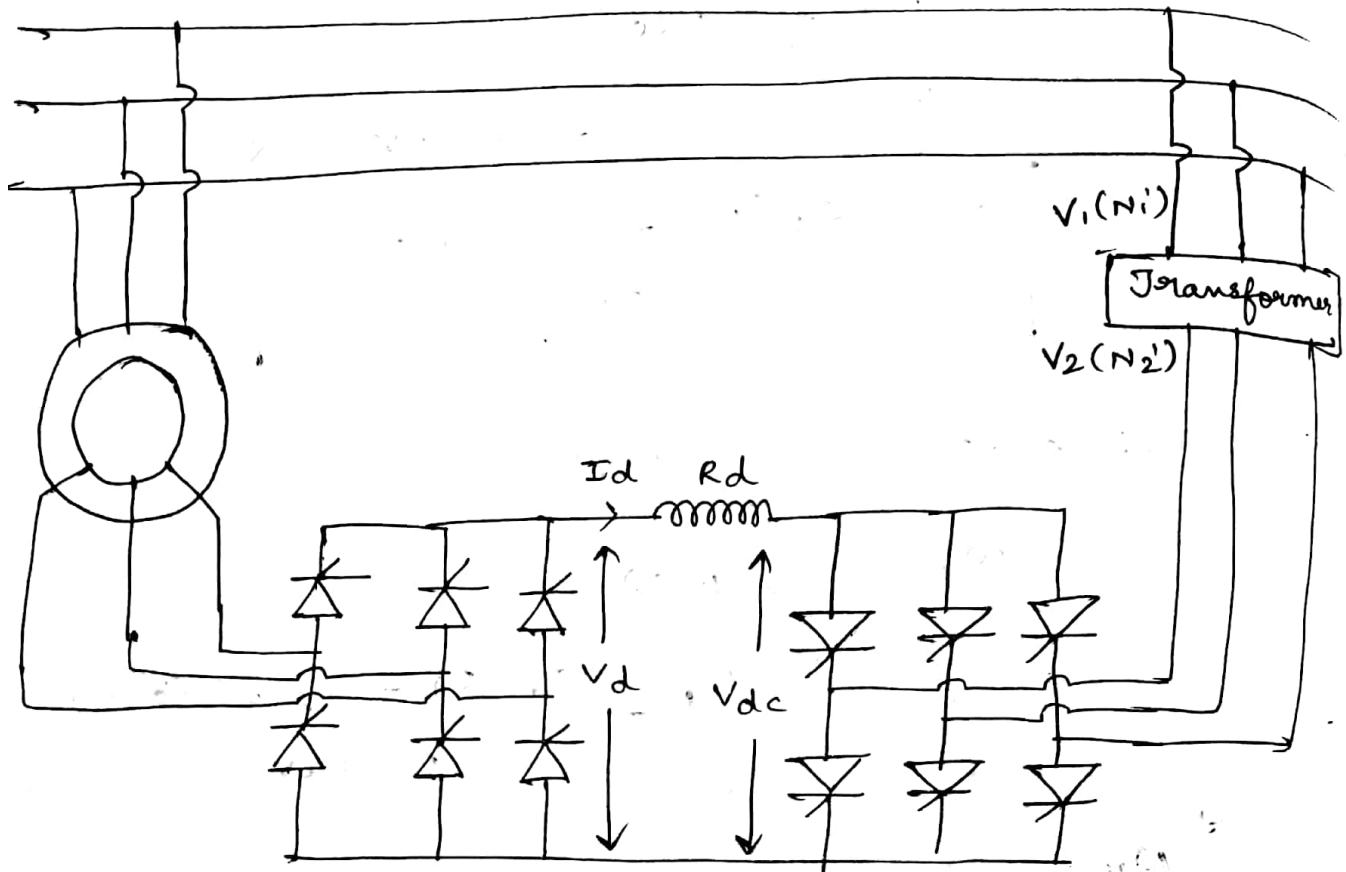 V₁(N₁')
Transformer
V₂(N₂')
Id Rd
Vd
Vdc